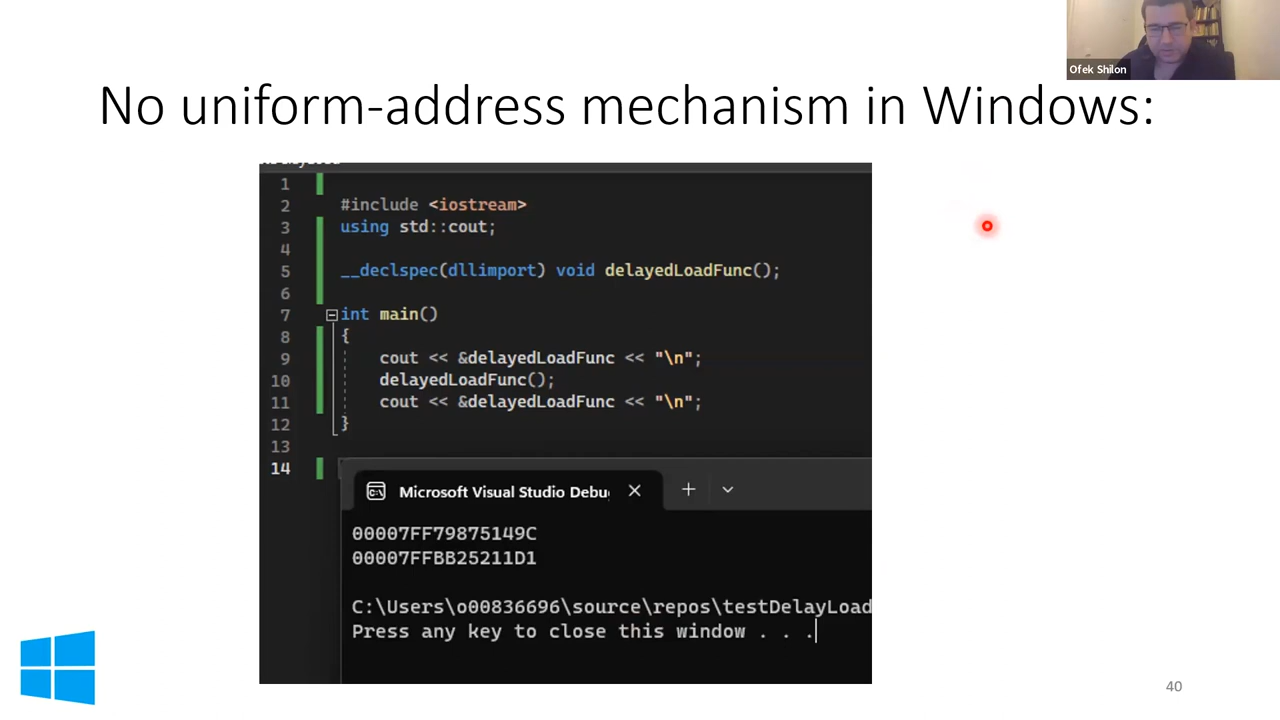 Ofek Shilon
No uniform-address mechanism in Windows:
1
2 #include <iostream>
3 using std::cout;
4
5 __declspec(dllimport) void delayedLoadFunc();
6
7 int main()
8 {
9 cout << &delayedLoadFunc << "\n";
10 delayedLoadFunc();
11 cout << &delayedLoadFunc << "\n";
12 }
13
14
C:\ Microsoft Visual Studio Debu
00007FF79875149C
00007FFBB25211D1
C:\Users\o00836696\source\repos\testDelayLoad
Press any key to close this window . . .
40